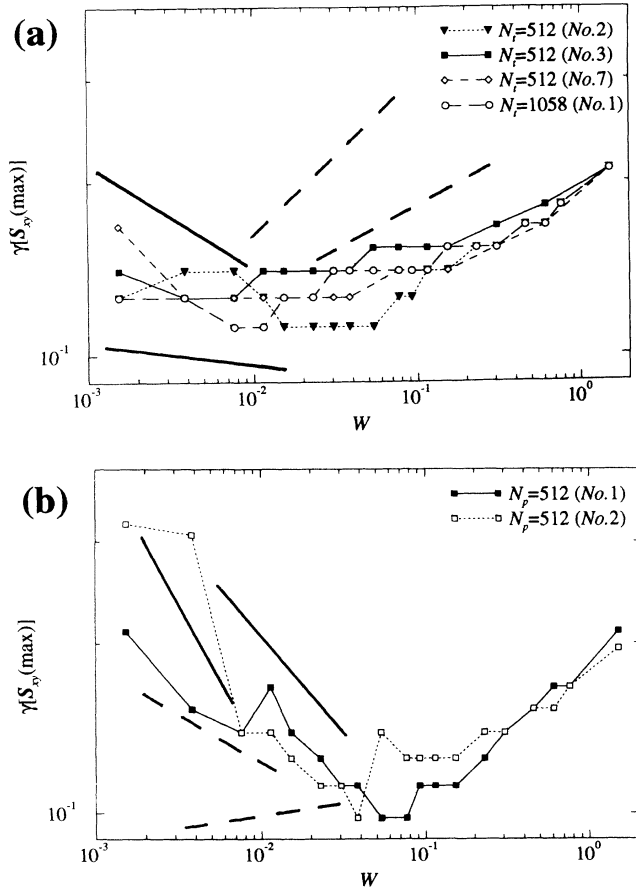 (a)
N_t=512 (No.2)
N_t=512 (No.3)
N_t=512 (No.7)
N_t=1058 (No.1)
γ[S_xy(max)]
10^-1
10^-3
10^-2
10^-1
10^0
W
(b)
N_p=512 (No.1)
N_p=512 (No.2)
γ[S_xy(max)]
10^-1
10^-3
10^-2
10^-1
10^0
W